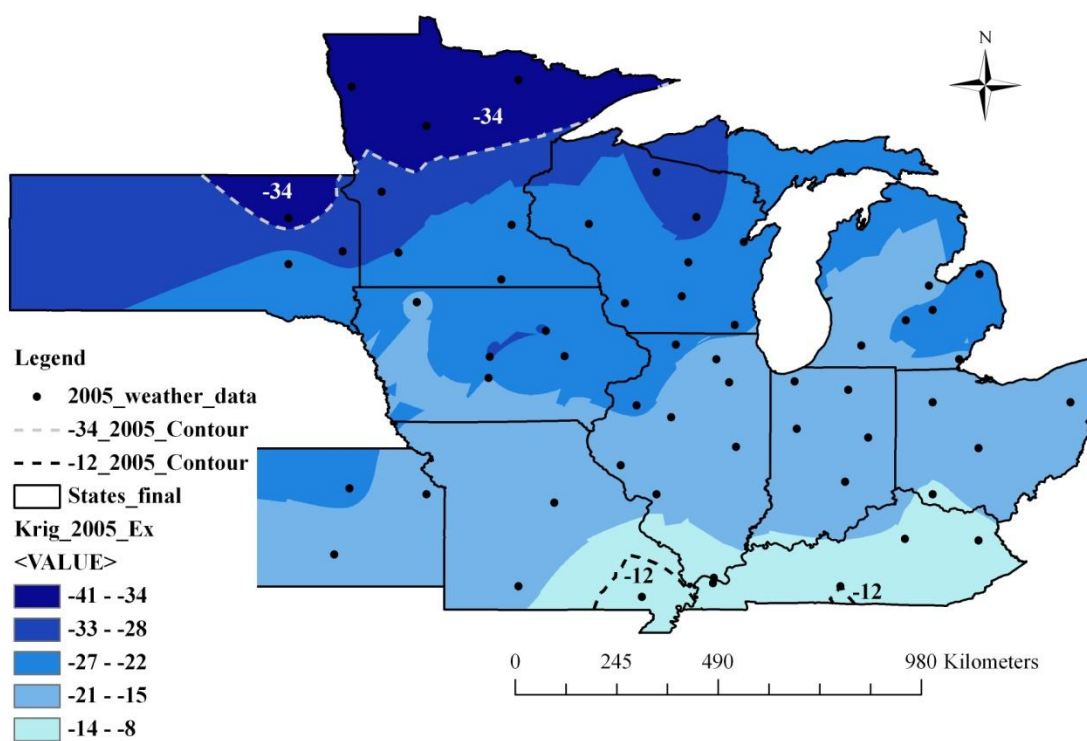 N
-34
-34
Legend
2005_weather_data
-34_2005_Contour
-12_2005_Contour
States_final
Krig_2005_Ex
<VALUE>
-41 - -34
-33 - -28
-27 - -22
-21 - -15
-14 - -8
-12
-12
0 245 490 980 Kilometers